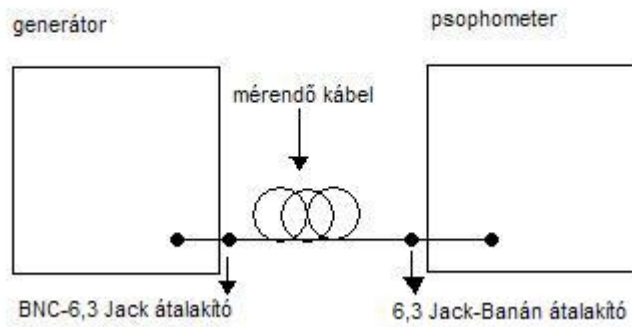 generátor
psophometer
mérendő kábel
BNC-6,3 Jack átalakító
6,3 Jack-Banán átalakító